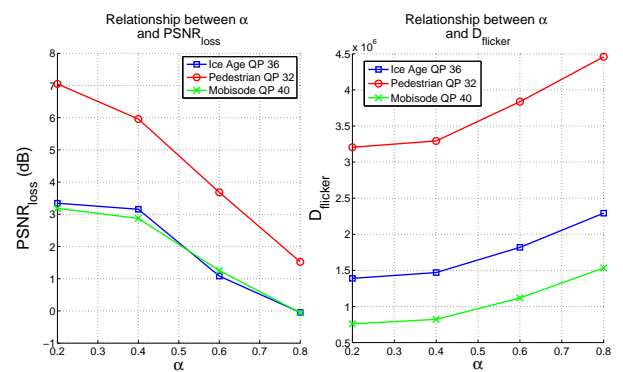 Relationship between α
and PSNR_loss
8
7
6
5
4
3
2
1
0
−1
0.2
0.3
0.4
0.5
0.6
0.7
0.8
α
PSNR_loss (dB)
Ice Age QP 36
Pedestrian QP 32
Mobisode QP 40
Relationship between α
and D_flicker
x 10^6
4.5
4
3.5
3
2.5
2
1.5
1
0.5
0.2
0.3
0.4
0.5
0.6
0.7
0.8
α
D_flicker
Ice Age QP 36
Pedestrian QP 32
Mobisode QP 40